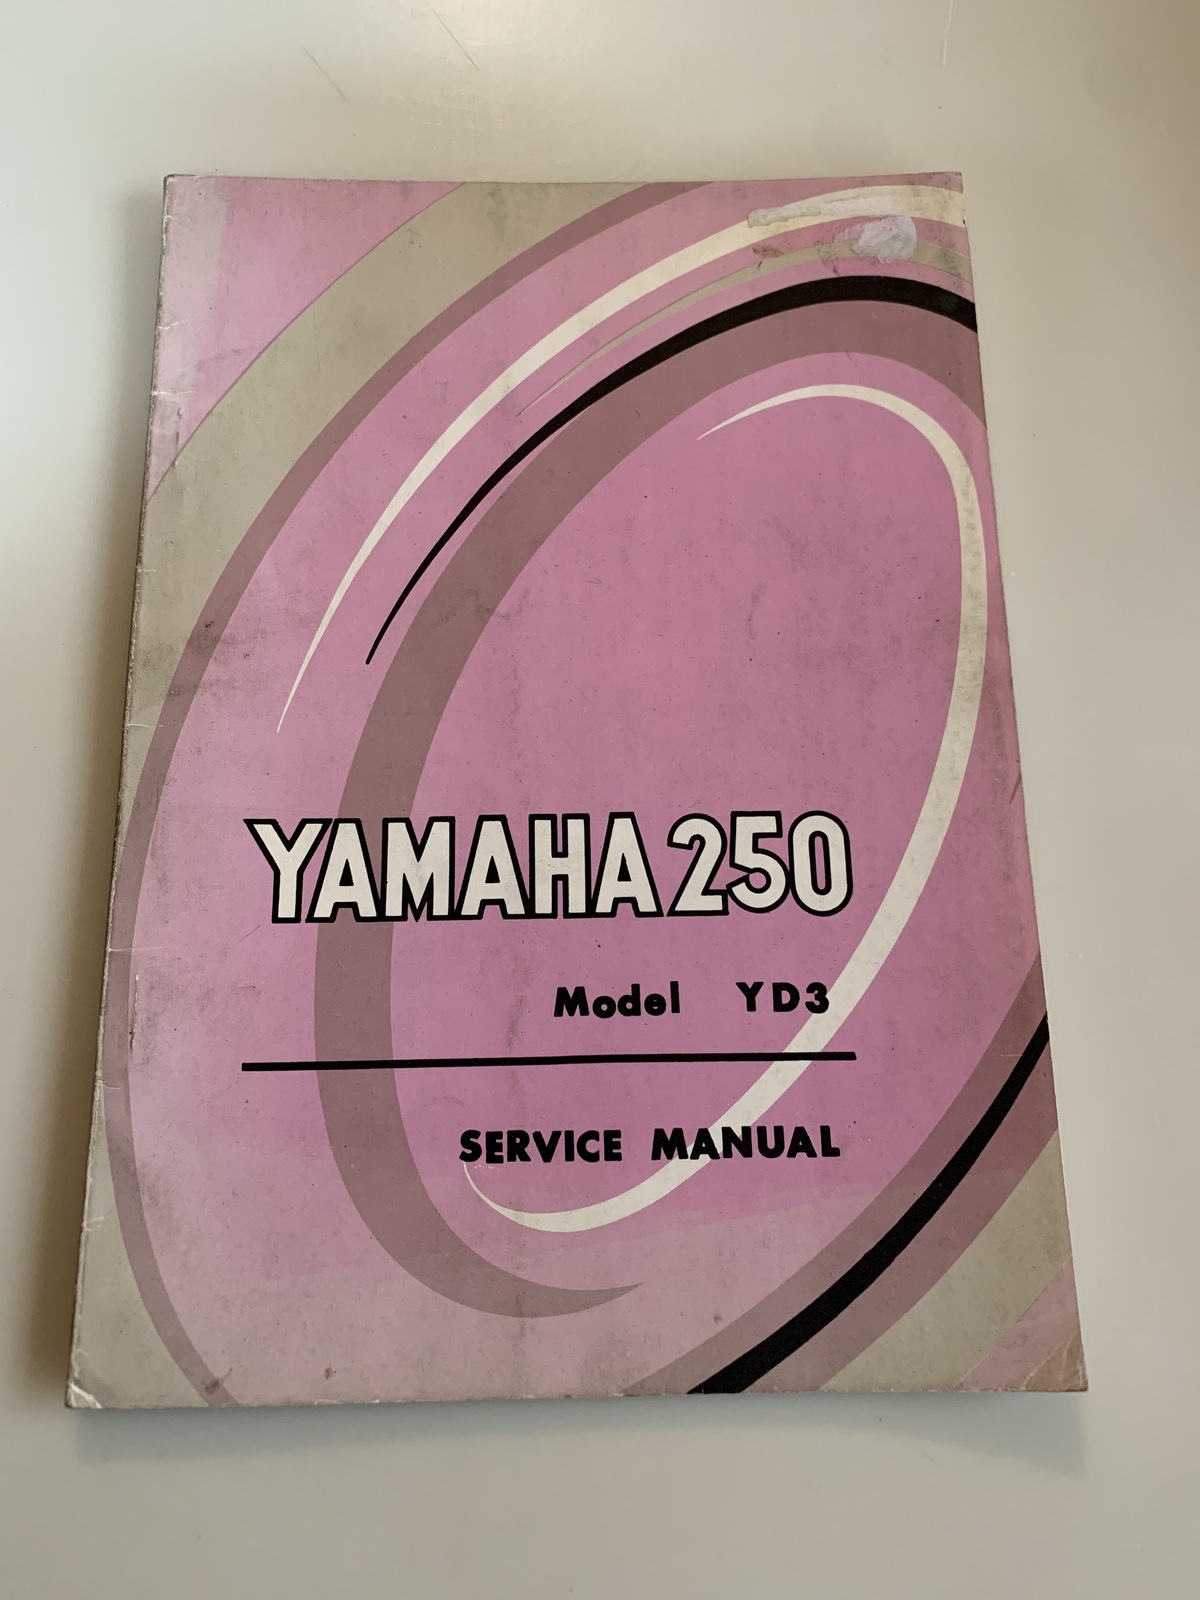 YAMAHA 250
Model YD3
SERVICE MANUAL